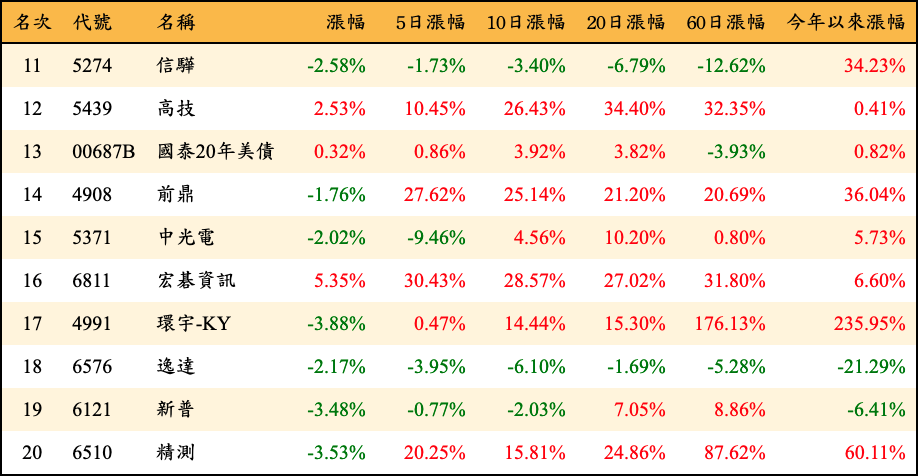 名次 代號 名稱 漲幅 5日漲幅 10日漲幅 20日漲幅 60日漲幅 今年以來漲幅
11 5274 信驊 -2.58% -1.73% -3.40% -6.79% -12.62% 34.23%
12 5439 高技 2.53% 10.45% 26.43% 34.40% 32.35% 0.41%
13 00687B 國泰20年美債 0.32% 0.86% 3.92% 3.82% -3.93% 0.82%
14 4908 前鼎 -1.76% 27.62% 25.14% 21.20% 20.69% 36.04%
15 5371 中光電 -2.02% -9.46% 4.56% 10.20% 0.80% 5.73%
16 6811 宏碁資訊 5.35% 30.43% 28.57% 27.02% 31.80% 6.60%
17 4991 環宇-KY -3.88% 0.47% 14.44% 15.30% 176.13% 235.95%
18 6576 逸達 -2.17% -3.95% -6.10% -1.69% -5.28% -21.29%
19 6121 新普 -3.48% -0.77% -2.03% 7.05% 8.86% -6.41%
20 6510 精測 -3.53% 20.25% 15.81% 24.86% 87.62% 60.11%